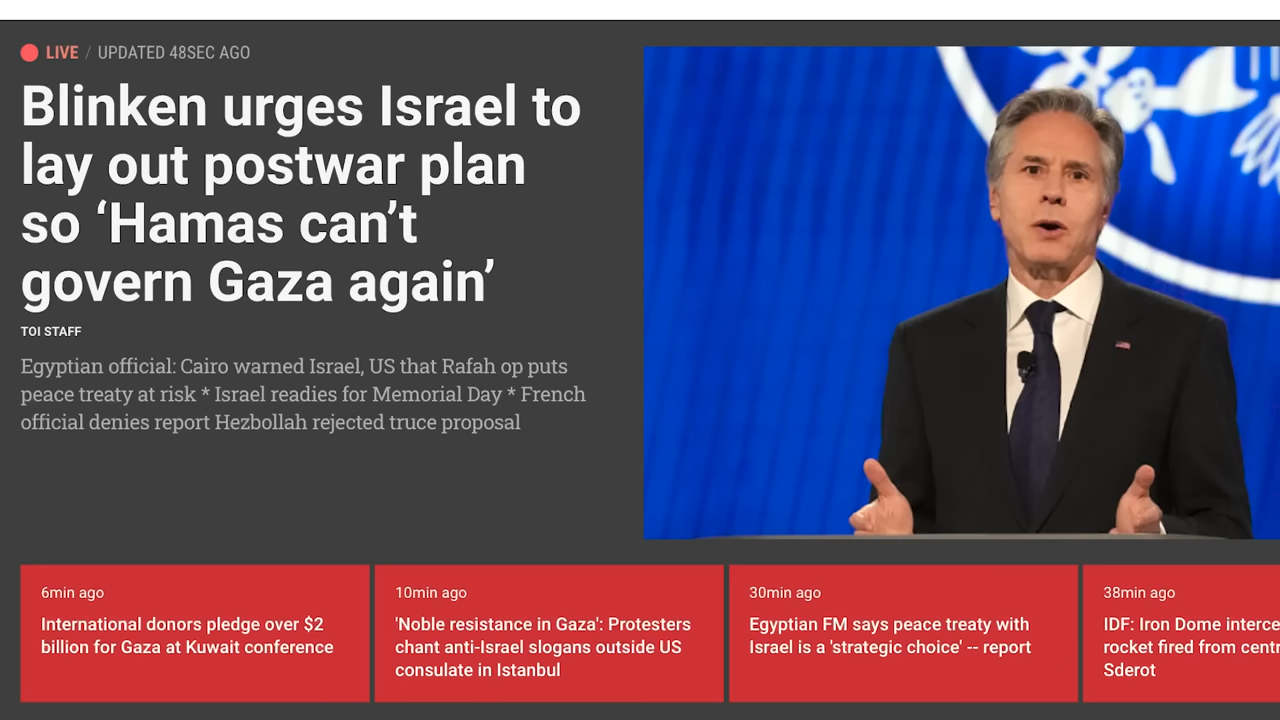 LIVE / UPDATED 48SEC AGO
Blinken urges Israel to
lay out postwar plan
so ‘Hamas can’t
govern Gaza again’
TOI STAFF
Egyptian official: Cairo warned Israel, US that Rafah op puts
peace treaty at risk * Israel readies for Memorial Day * French
official denies report Hezbollah rejected truce proposal
6min ago
International donors pledge over $2
billion for Gaza at Kuwait conference
10min ago
'Noble resistance in Gaza': Protesters
chant anti-Israel slogans outside US
consulate in Istanbul
30min ago
Egyptian FM says peace treaty with
Israel is a 'strategic choice' -- report
38min ago
IDF: Iron Dome interce
rocket fired from centr
Sderot